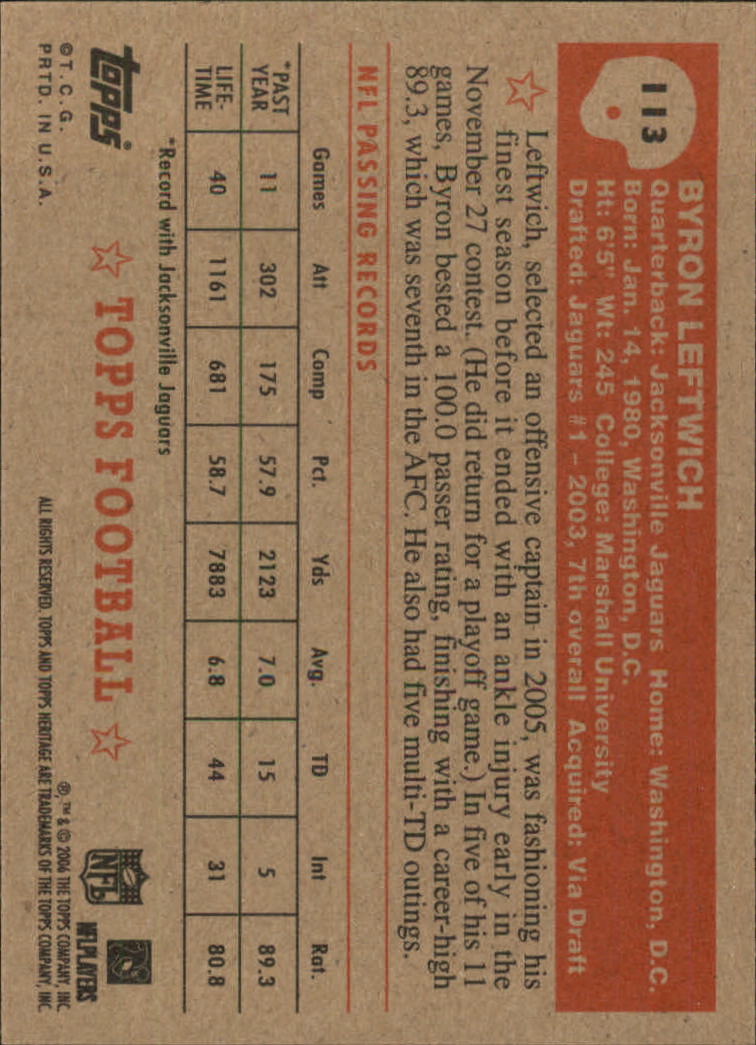 113
BYRON LEFTWICH
Quarterback: Jacksonville Jaguars Home: Washington, D.C.
Born: Jan. 14, 1980, Washington, D.C.
Ht: 6'5" Wt: 245 College: Marshall University
Drafted: Jaguars #1 – 2003, 7th overall Acquired: Via Draft
Leftwich, selected an offensive captain in 2005, was fashioning his
finest season before it ended with an ankle injury early in the
November 27 contest. (He did return for a playoff game.) In five of his 11
games, Byron bested a 100.0 passer rating, finishing with a career-high
89.3, which was seventh in the AFC. He also had five multi-TD outings.
NFL PASSING RECORDS
Games Att Comp Pct. Yds Avg. TD Int Rat.
*PAST YEAR 11 302 175 57.9 2123 7.0 15 5 89.3
LIFE-TIME 40 1161 681 58.7 7883 6.8 44 31 80.8
*Record with Jacksonville Jaguars
Topps®
TOPPS FOOTBALL
NFL
NFLPLAYERS
©T.C.G.
PRTD. IN U.S.A.
®,™ & © 2006 THE TOPPS COMPANY, INC.
ALL RIGHTS RESERVED. TOPPS AND TOPPS HERITAGE ARE TRADEMARKS OF THE TOPPS COMPANY, INC.